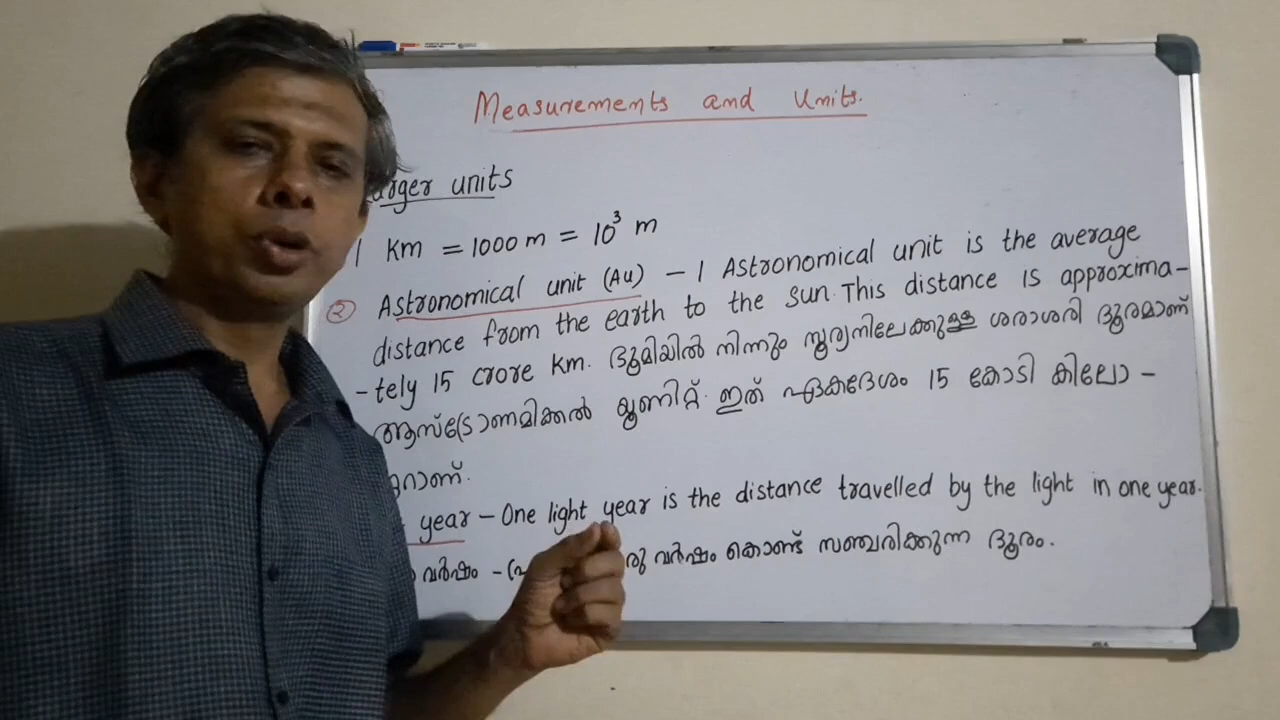 Measurements and Units.
arger units
1 Km = 1000 m = 10³ m
② Astronomical unit (Au) – 1 Astronomical unit is the average
distance from the earth to the sun. This distance is approxima-
-tely 15 crore km. ഭൂമിയിൽ നിന്നും സൂര്യനിലേക്കുള്ള ശരാശരി ദൂരമാണ്
ആസ്ട്രോണമിക്കൽ യൂണിറ്റ്. ഇത് ഏകദേശം 15 കോടി കിലോ –
റാണ്.
year – One light year is the distance travelled by the light in one year.
വർഷം – രു വർഷം കൊണ്ട് സഞ്ചരിക്കുന്ന ദൂരം.